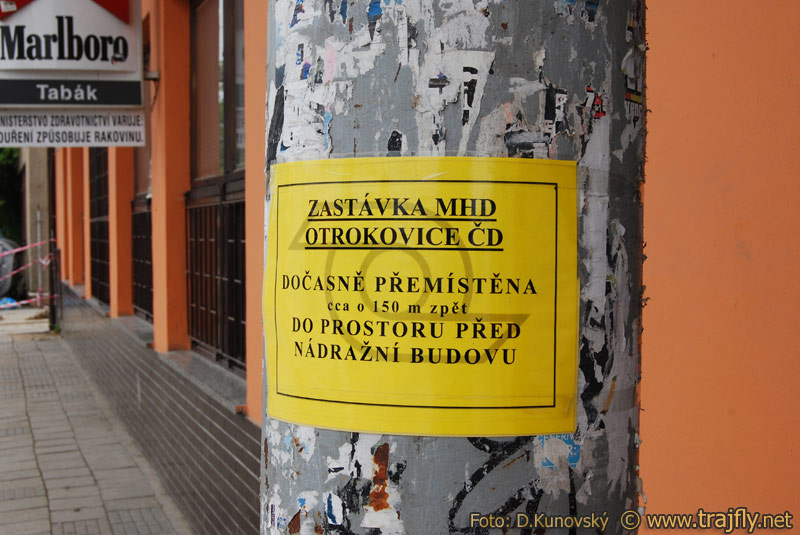 Marlboro
Tabák
MINISTERSTVO ZDRAVOTNICTVÍ VARUJE:
KOUŘENÍ ZPŮSOBUJE RAKOVINU.
ZASTÁVKA MHD
OTROKOVICE ČD
DOČASNĚ PŘEMÍSTĚNA
cca o 150 m zpět
DO PROSTORU PŘED
NÁDRAŽNÍ BUDOVU
Foto: D.Kunovský © www.trajfly.net